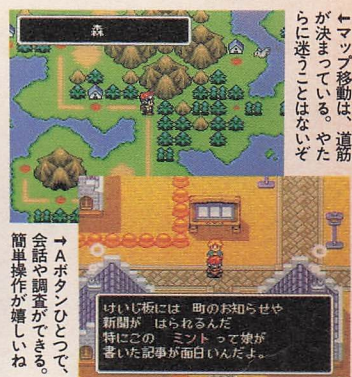 森
←マップ移動は、道筋
が決まっている。やた
らに迷うことはないぞ
けいじ板には 町のお知らせや
新聞が はられるんだ
特にこの ミントって娘が
書いた記事が面白いんだよ。
→Aボタンひとつで、
会話や調査ができる。
簡単操作が嬉しいね